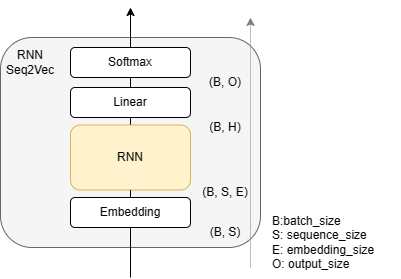 RNN
Seq2Vec
Softmax
(B, O)
Linear
(B, H)
RNN
(B, S, E)
Embedding
(B, S)
B:batch_size
S: sequence_size
E: embedding_size
O: output_size